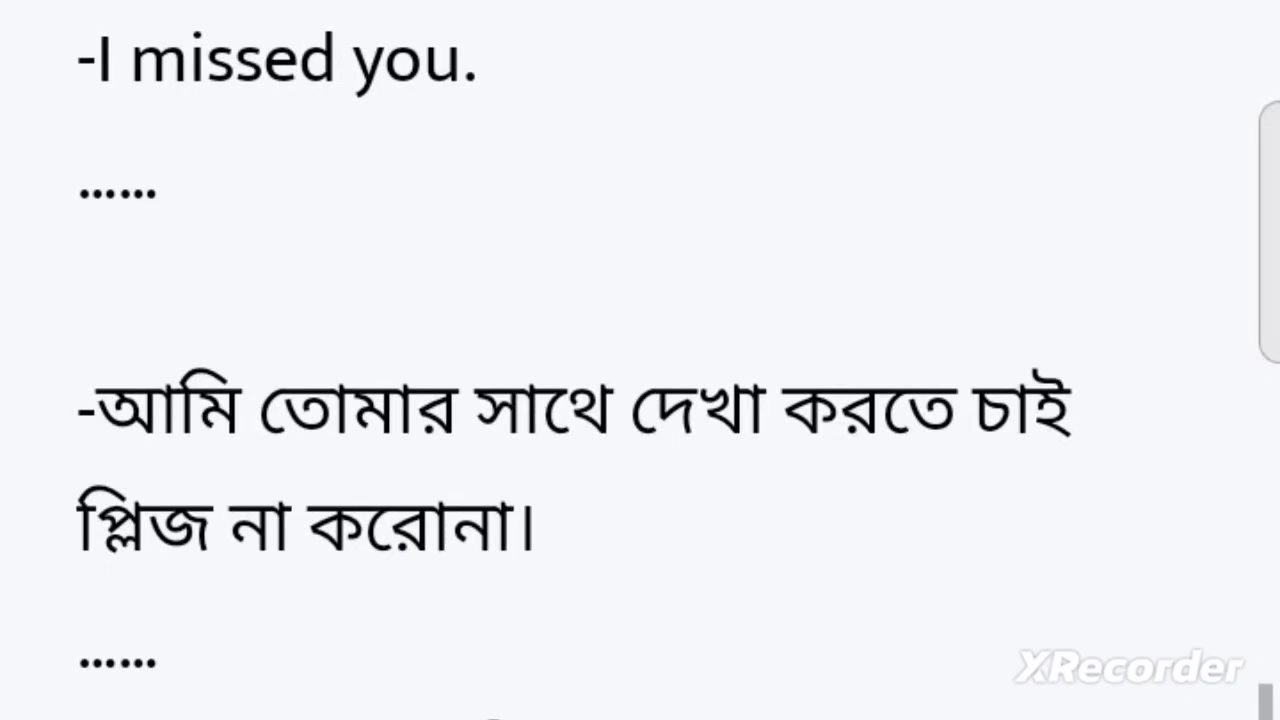 -I missed you.
......
-আমি তোমার সাথে দেখা করতে চাই
প্লিজ না করোনা।
......
XRecorder